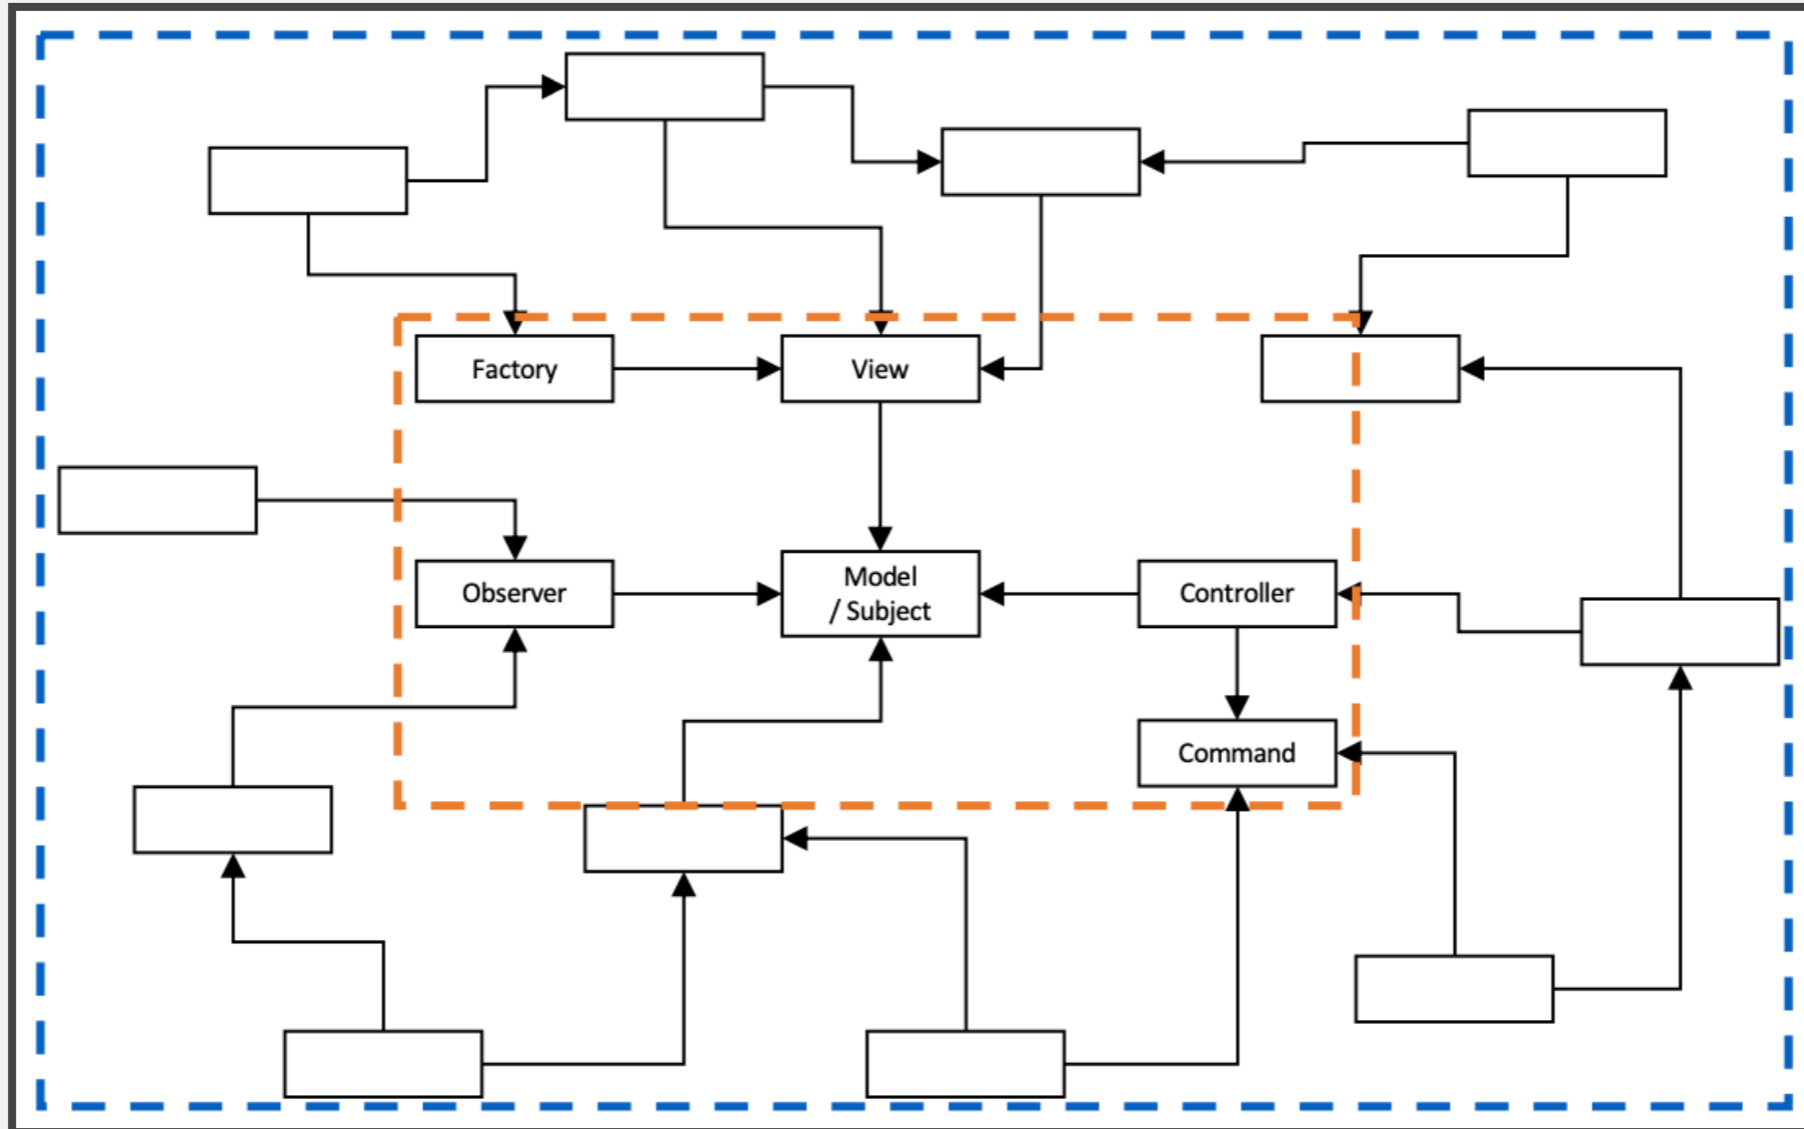 Factory
View
Observer
Model
/ Subject
Controller
Command